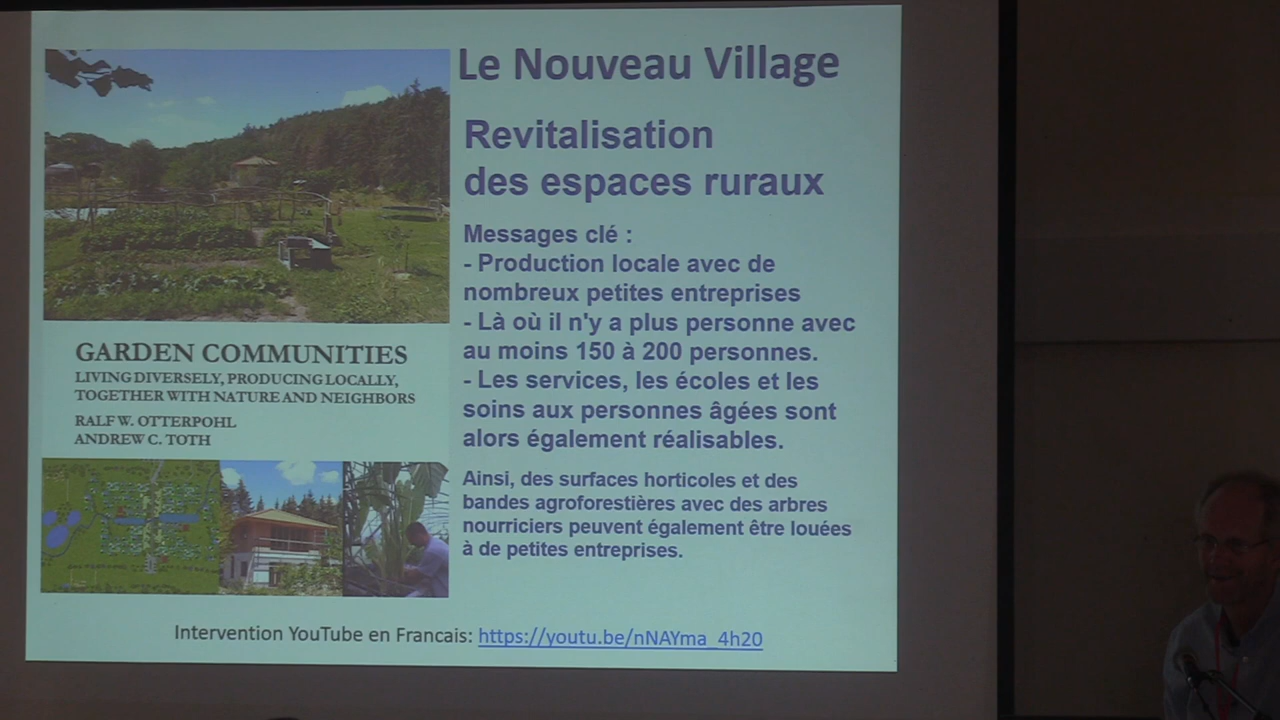 Le Nouveau Village
Revitalisation
des espaces ruraux
Messages clé :
- Production locale avec de
nombreux petites entreprises
- Là où il n'y a plus personne avec
au moins 150 à 200 personnes.
- Les services, les écoles et les
soins aux personnes âgées sont
alors également réalisables.
Ainsi, des surfaces horticoles et des
bandes agroforestières avec des arbres
nourriciers peuvent également être louées
à de petites entreprises.
GARDEN COMMUNITIES
LIVING DIVERSELY, PRODUCING LOCALLY,
TOGETHER WITH NATURE AND NEIGHBORS
RALF W. OTTERPOHL
ANDREW C. TOTH
Intervention YouTube en Francais: https://youtu.be/nNAYma_4h20